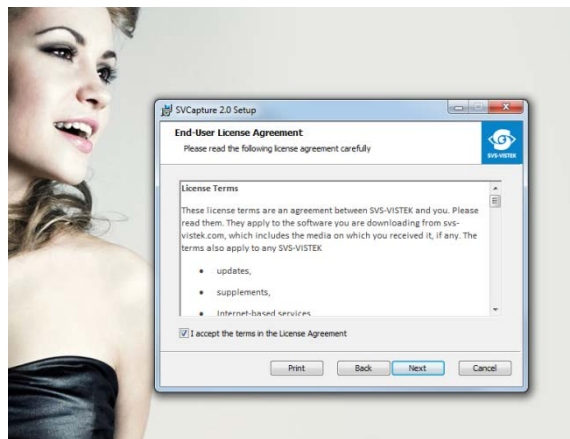 SVCapture 2.0 Setup
End-User License Agreement
Please read the following license agreement carefully
SVS-VISTEK
License Terms
These license terms are an agreement between SVS-VISTEK and you. Please
read them. They apply to the software you are downloading from svs-
vistek.com, which includes the media on which you received it, if any. The
terms also apply to any SVS-VISTEK
• updates,
• supplements,
• Internet-based services
I accept the terms in the License Agreement
Print Back Next Cancel